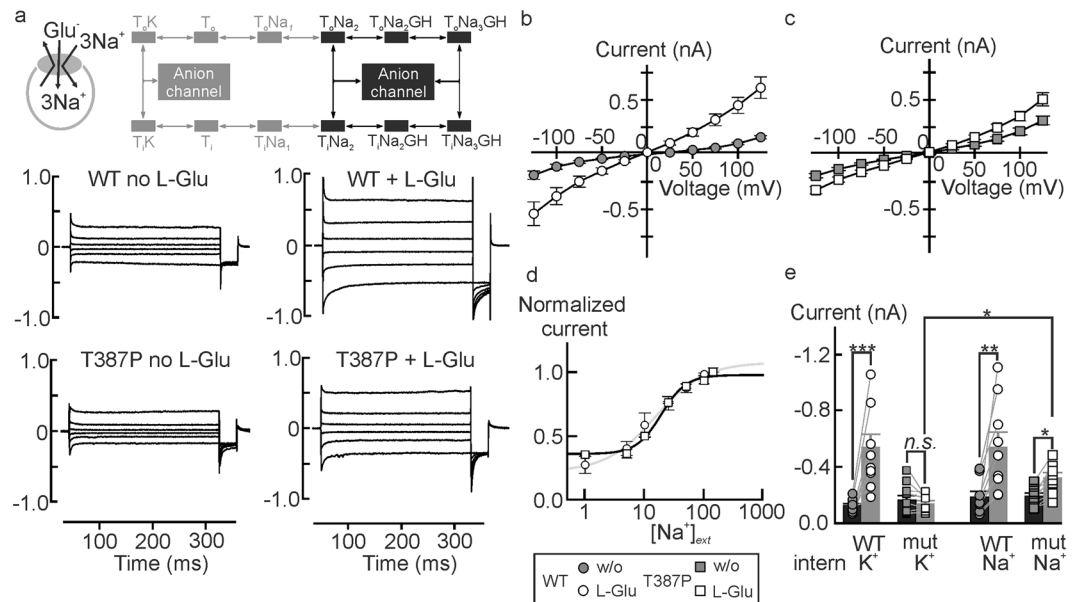 a
Glu⁻
3Na⁺
3Na⁺
ToK
To
ToNa1
ToNa2
ToNa2GH
ToNa3GH
Anion channel
Anion channel
TiK
Ti
TiNa1
TiNa2
TiNa2GH
TiNa3GH
WT no L-Glu
1.0
0
-1.0
WT + L-Glu
1.0
0
-1.0
T387P no L-Glu
1.0
0
-1.0
100 200 300
Time (ms)
T387P + L-Glu
1.0
0
-1.0
100 200 300
Time (ms)
b
Current (nA)
0.5
-100 -50 0 50 100
Voltage (mV)
-0.5
c
Current (nA)
0.5
-100 -50 0 50 100
Voltage (mV)
-0.5
d
Normalized
current
1.0
0.5
0.0
1 10 100 1000
[Na⁺]ext
WT
w/o
L-Glu
T387P
w/o
L-Glu
e
Current (nA)
-1.2
-0.8
-0.4
0.0
*
***
n.s.
**
*
WT mut WT mut
intern K⁺ K⁺ Na⁺ Na⁺